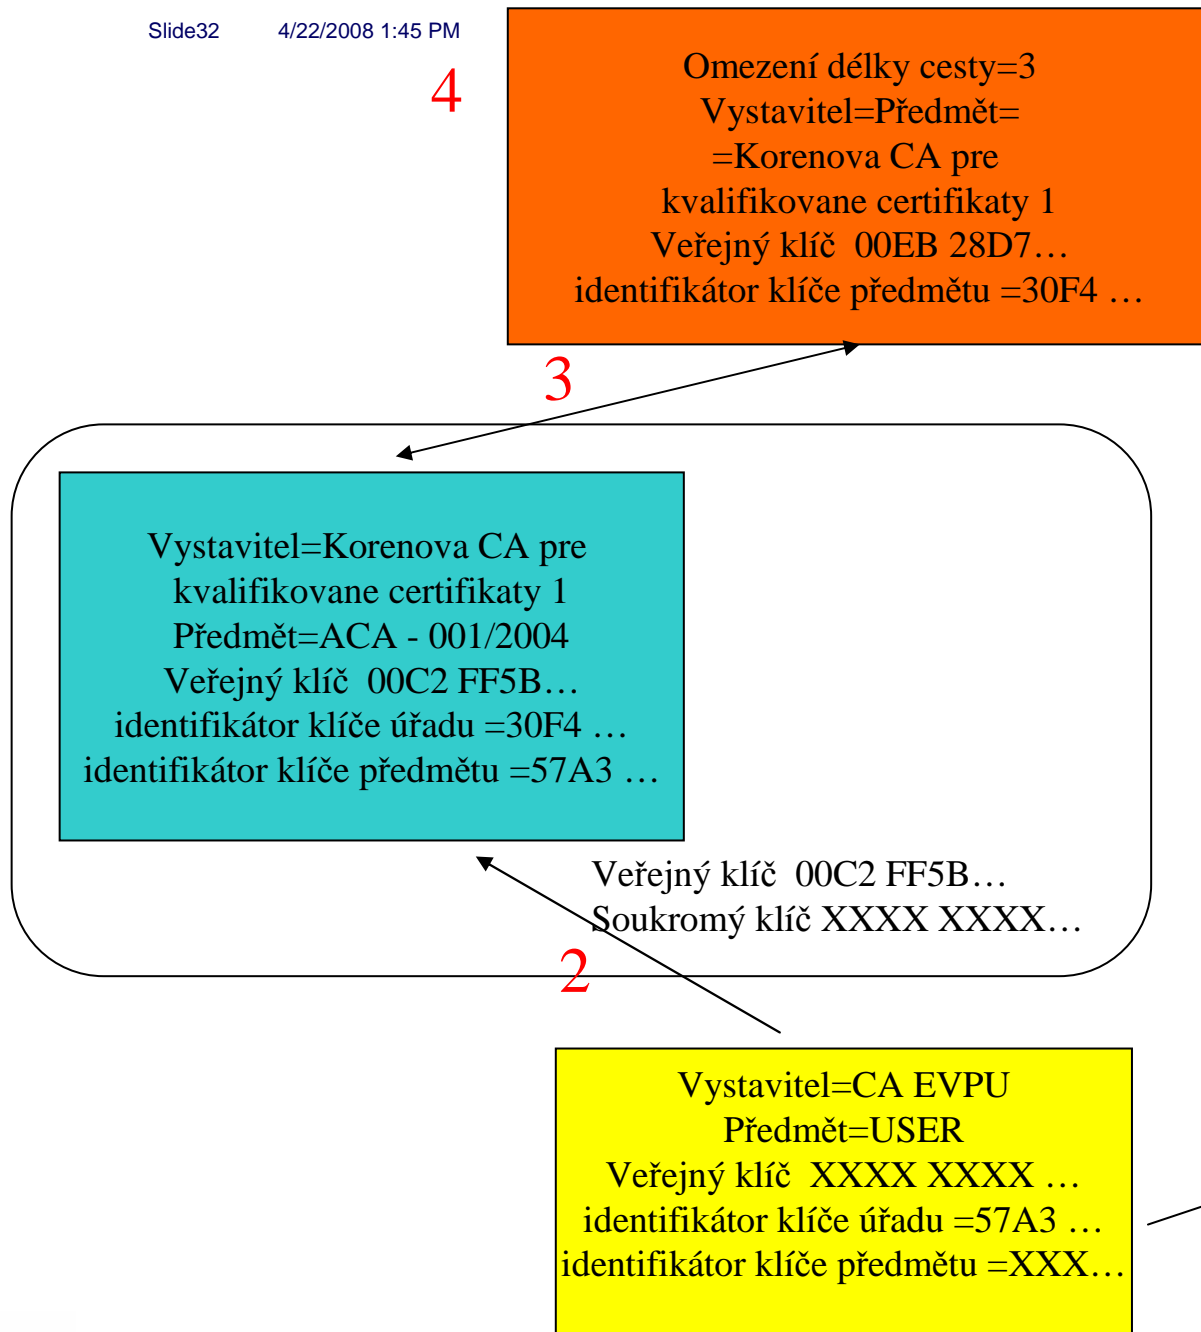 Slide32 4/22/2008 1:45 PM
4
Omezení délky cesty=3
Vystavitel=Předmět=
=Korenova CA pre
kvalifikovane certifikaty 1
Veřejný klíč 00EB 28D7…
identifikátor klíče předmětu =30F4 …
3
Vystavitel=Korenova CA pre
kvalifikovane certifikaty 1
Předmět=ACA - 001/2004
Veřejný klíč 00C2 FF5B…
identifikátor klíče úřadu =30F4 …
identifikátor klíče předmětu =57A3 …
Veřejný klíč 00C2 FF5B…
Soukromý klíč XXXX XXXX…
2
Vystavitel=CA EVPU
Předmět=USER
Veřejný klíč XXXX XXXX …
identifikátor klíče úřadu =57A3 …
identifikátor klíče předmětu =XXX…